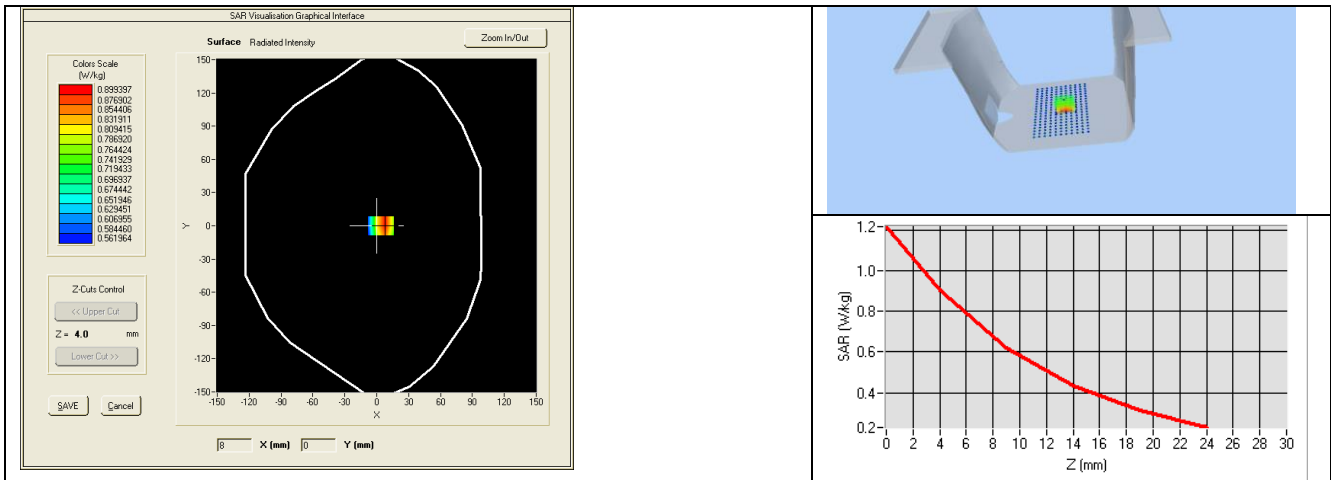 SAR Visualisation Graphical Interface
Surface Radiated Intensity
Zoom In/Out
Colors Scale
(W/kg)
0.899397
0.876902
0.854406
0.831911
0.809415
0.786920
0.764424
0.741929
0.719433
0.696937
0.674442
0.651946
0.629451
0.606955
0.584460
0.561964
Z-Cuts Control
<< Upper Cut
Z = 4.0 mm
Lower Cut >>
SAVE Cancel
150
120
90
60
30
0
-30
-60
-90
-120
-150
Y
-150 -120 -90 -60 -30 0 30 60 90 120 150
X
8 X (mm) 0 Y (mm)
1.2
1.0
0.8
0.6
0.4
0.2
SAR (W/kg)
0 2 4 6 8 10 12 14 16 18 20 22 24 26 28 30
Z (mm)